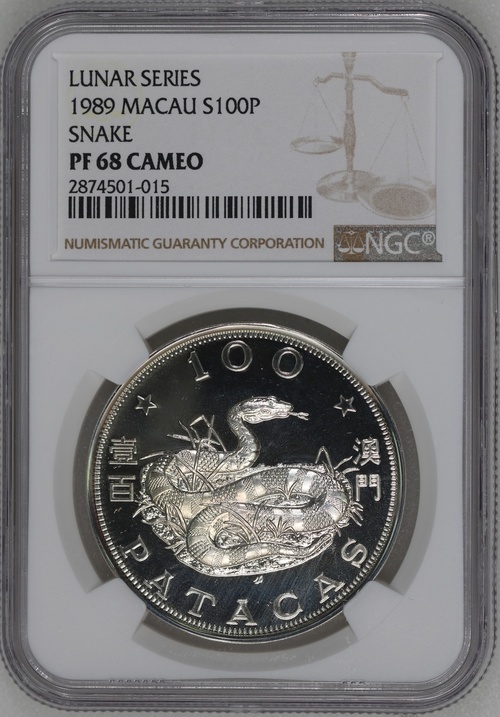 LUNAR SERIES
1989 MACAU S100P
SNAKE
PF 68 CAMEO
2874501-015
NUMISMATIC GUARANTY CORPORATION
NGC®
100
壹百
澳門
PATACAS